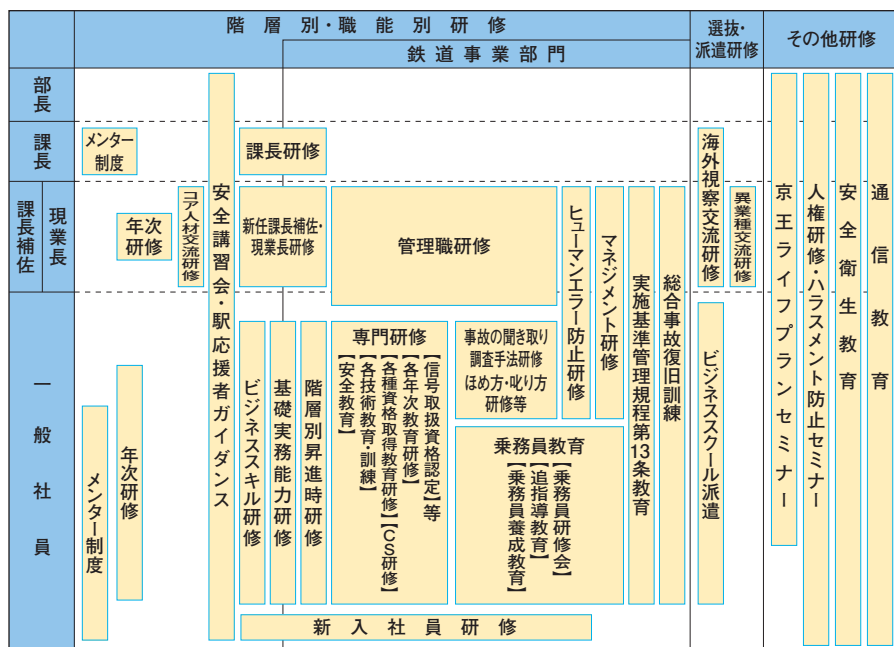 階層別・職能別研修
鉄道事業部門
選抜・
派遣研修
その他研修
部長
課長
課長補佐
現業長
一般社員
メンター
制度
年次
研修
コア人材交流研修
メンター制度
年次研修
安全講習会・駅応援者ガイダンス
課長研修
新任課長補佐・
現業長研修
管理職研修
ヒューマンエラー防止研修
マネジメント研修
実施基準管理規程第13条教育
総合事故復旧訓練
ビジネススキル研修
基礎実務能力研修
階層別昇進時研修
専門研修
【信号取扱資格認定】等
【各年次教育研修】
【各種資格取得教育研修】【CS研修】
【各技術教育・訓練】
【安全教育】
事故の聞き取り
調査手法研修
ほめ方・叱り方
研修等
乗務員教育
【乗務員研修会】
【追指導教育】
【乗務員養成教育】
新入社員研修
海外視察交流研修
異業種交流研修
ビジネススクール派遣
京王ライフプランセミナー
人権研修・ハラスメント防止セミナー
安全衛生教育
通信教育